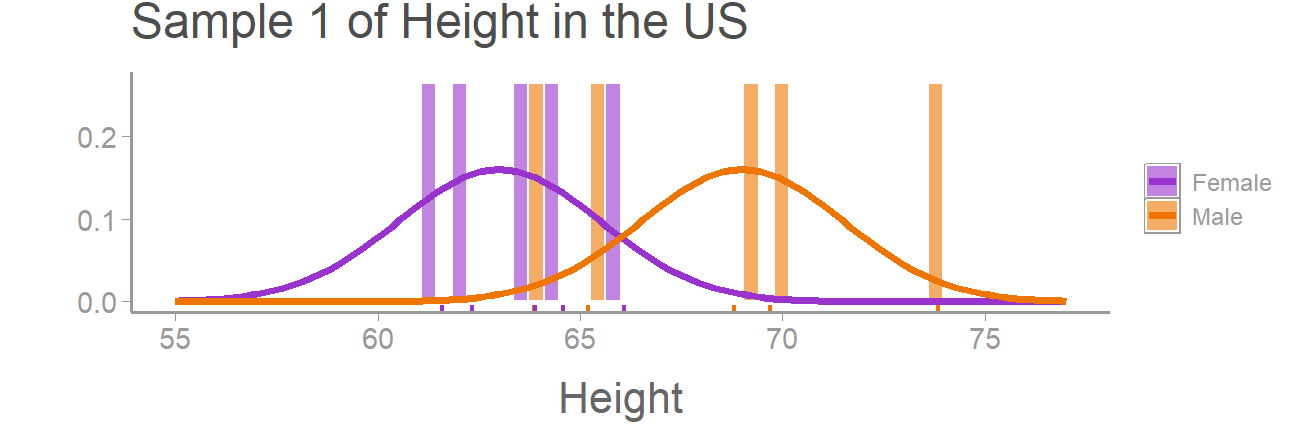 Sample 1 of Height in the US
0.2
0.1
0.0
55 60 65 70 75
Height
Female
Male